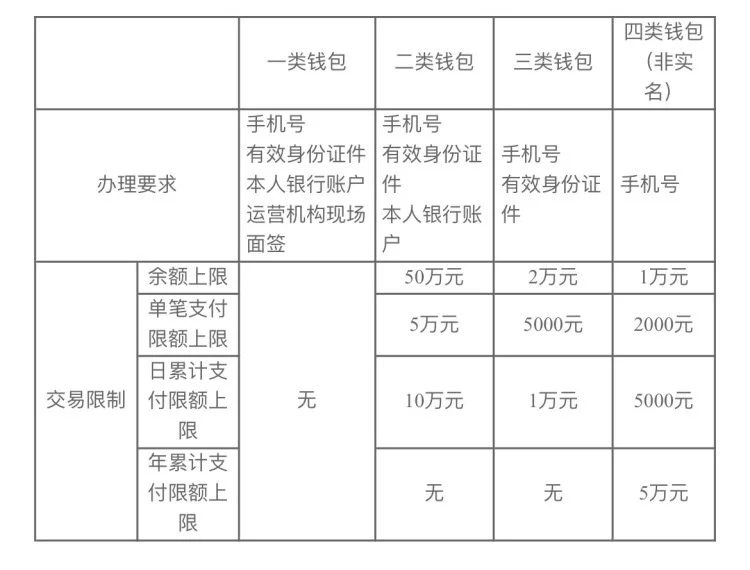 一类钱包
二类钱包
三类钱包
四类钱包
（非实
名）
办理要求
手机号
有效身份证件
本人银行账户
运营机构现场
面签
手机号
有效身份证
件
本人银行账
户
手机号
有效身份证
件
手机号
交易限制
余额上限
无
50万元
2万元
1万元
单笔支付
限额上限
5万元
5000元
2000元
日累计支
付限额上
限
10万元
1万元
5000元
年累计支
付限额上
限
无
无
5万元